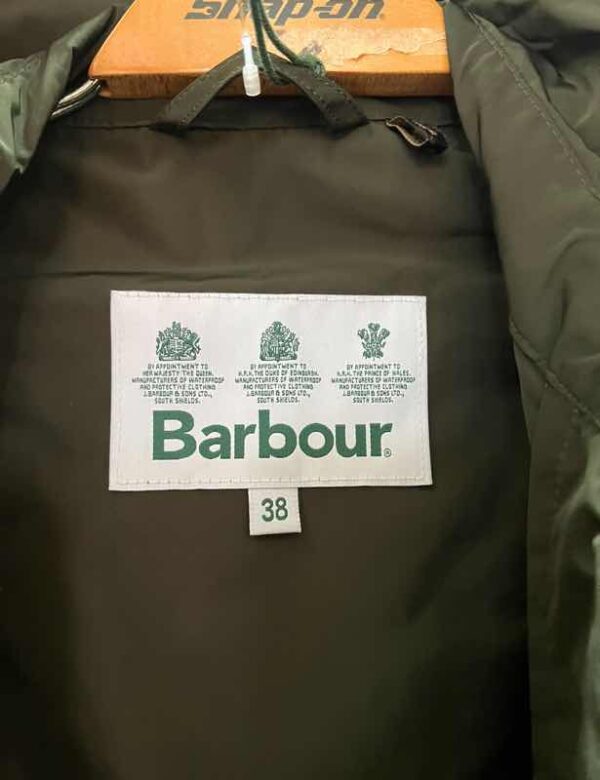 Snap-on
BY APPOINTMENT TO
HER MAJESTY THE QUEEN.
MANUFACTURERS OF WATERPROOF
AND PROTECTIVE CLOTHING
J.BARBOUR & SONS LTD.,
SOUTH SHIELDS.
BY APPOINTMENT TO
H.R.H. THE DUKE OF EDINBURGH.
MANUFACTURERS OF WATERPROOF
AND PROTECTIVE CLOTHING
J.BARBOUR & SONS LTD.,
SOUTH SHIELDS.
BY APPOINTMENT TO
H.R.H. THE PRINCE OF WALES.
MANUFACTURERS OF WATERPROOF
AND PROTECTIVE CLOTHING
J.BARBOUR & SONS LTD.,
SOUTH SHIELDS.
Barbour®
38